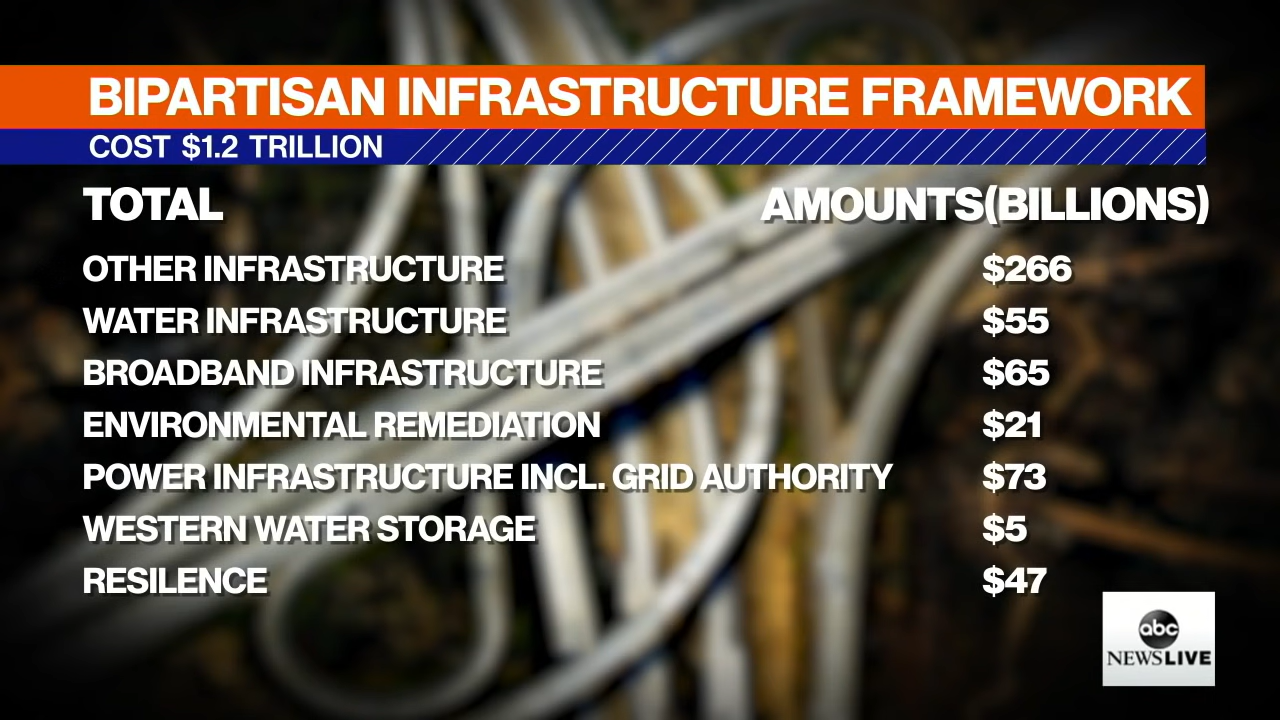 BIPARTISAN INFRASTRUCTURE FRAMEWORK
COST $1.2 TRILLION
TOTAL AMOUNTS(BILLIONS)
OTHER INFRASTRUCTURE $266
WATER INFRASTRUCTURE $55
BROADBAND INFRASTRUCTURE $65
ENVIRONMENTAL REMEDIATION $21
POWER INFRASTRUCTURE INCL. GRID AUTHORITY $73
WESTERN WATER STORAGE $5
RESILENCE $47
abc
NEWSLIVE